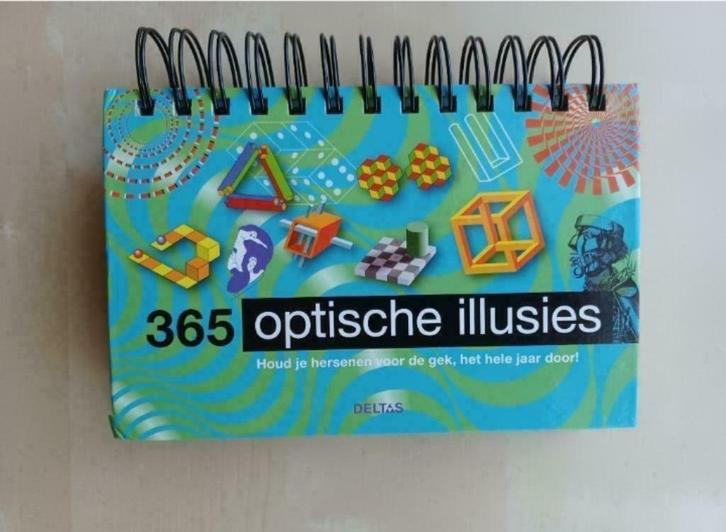 365 optische illusies
Houd je hersenen voor de gek, het hele jaar door!
DELTAS